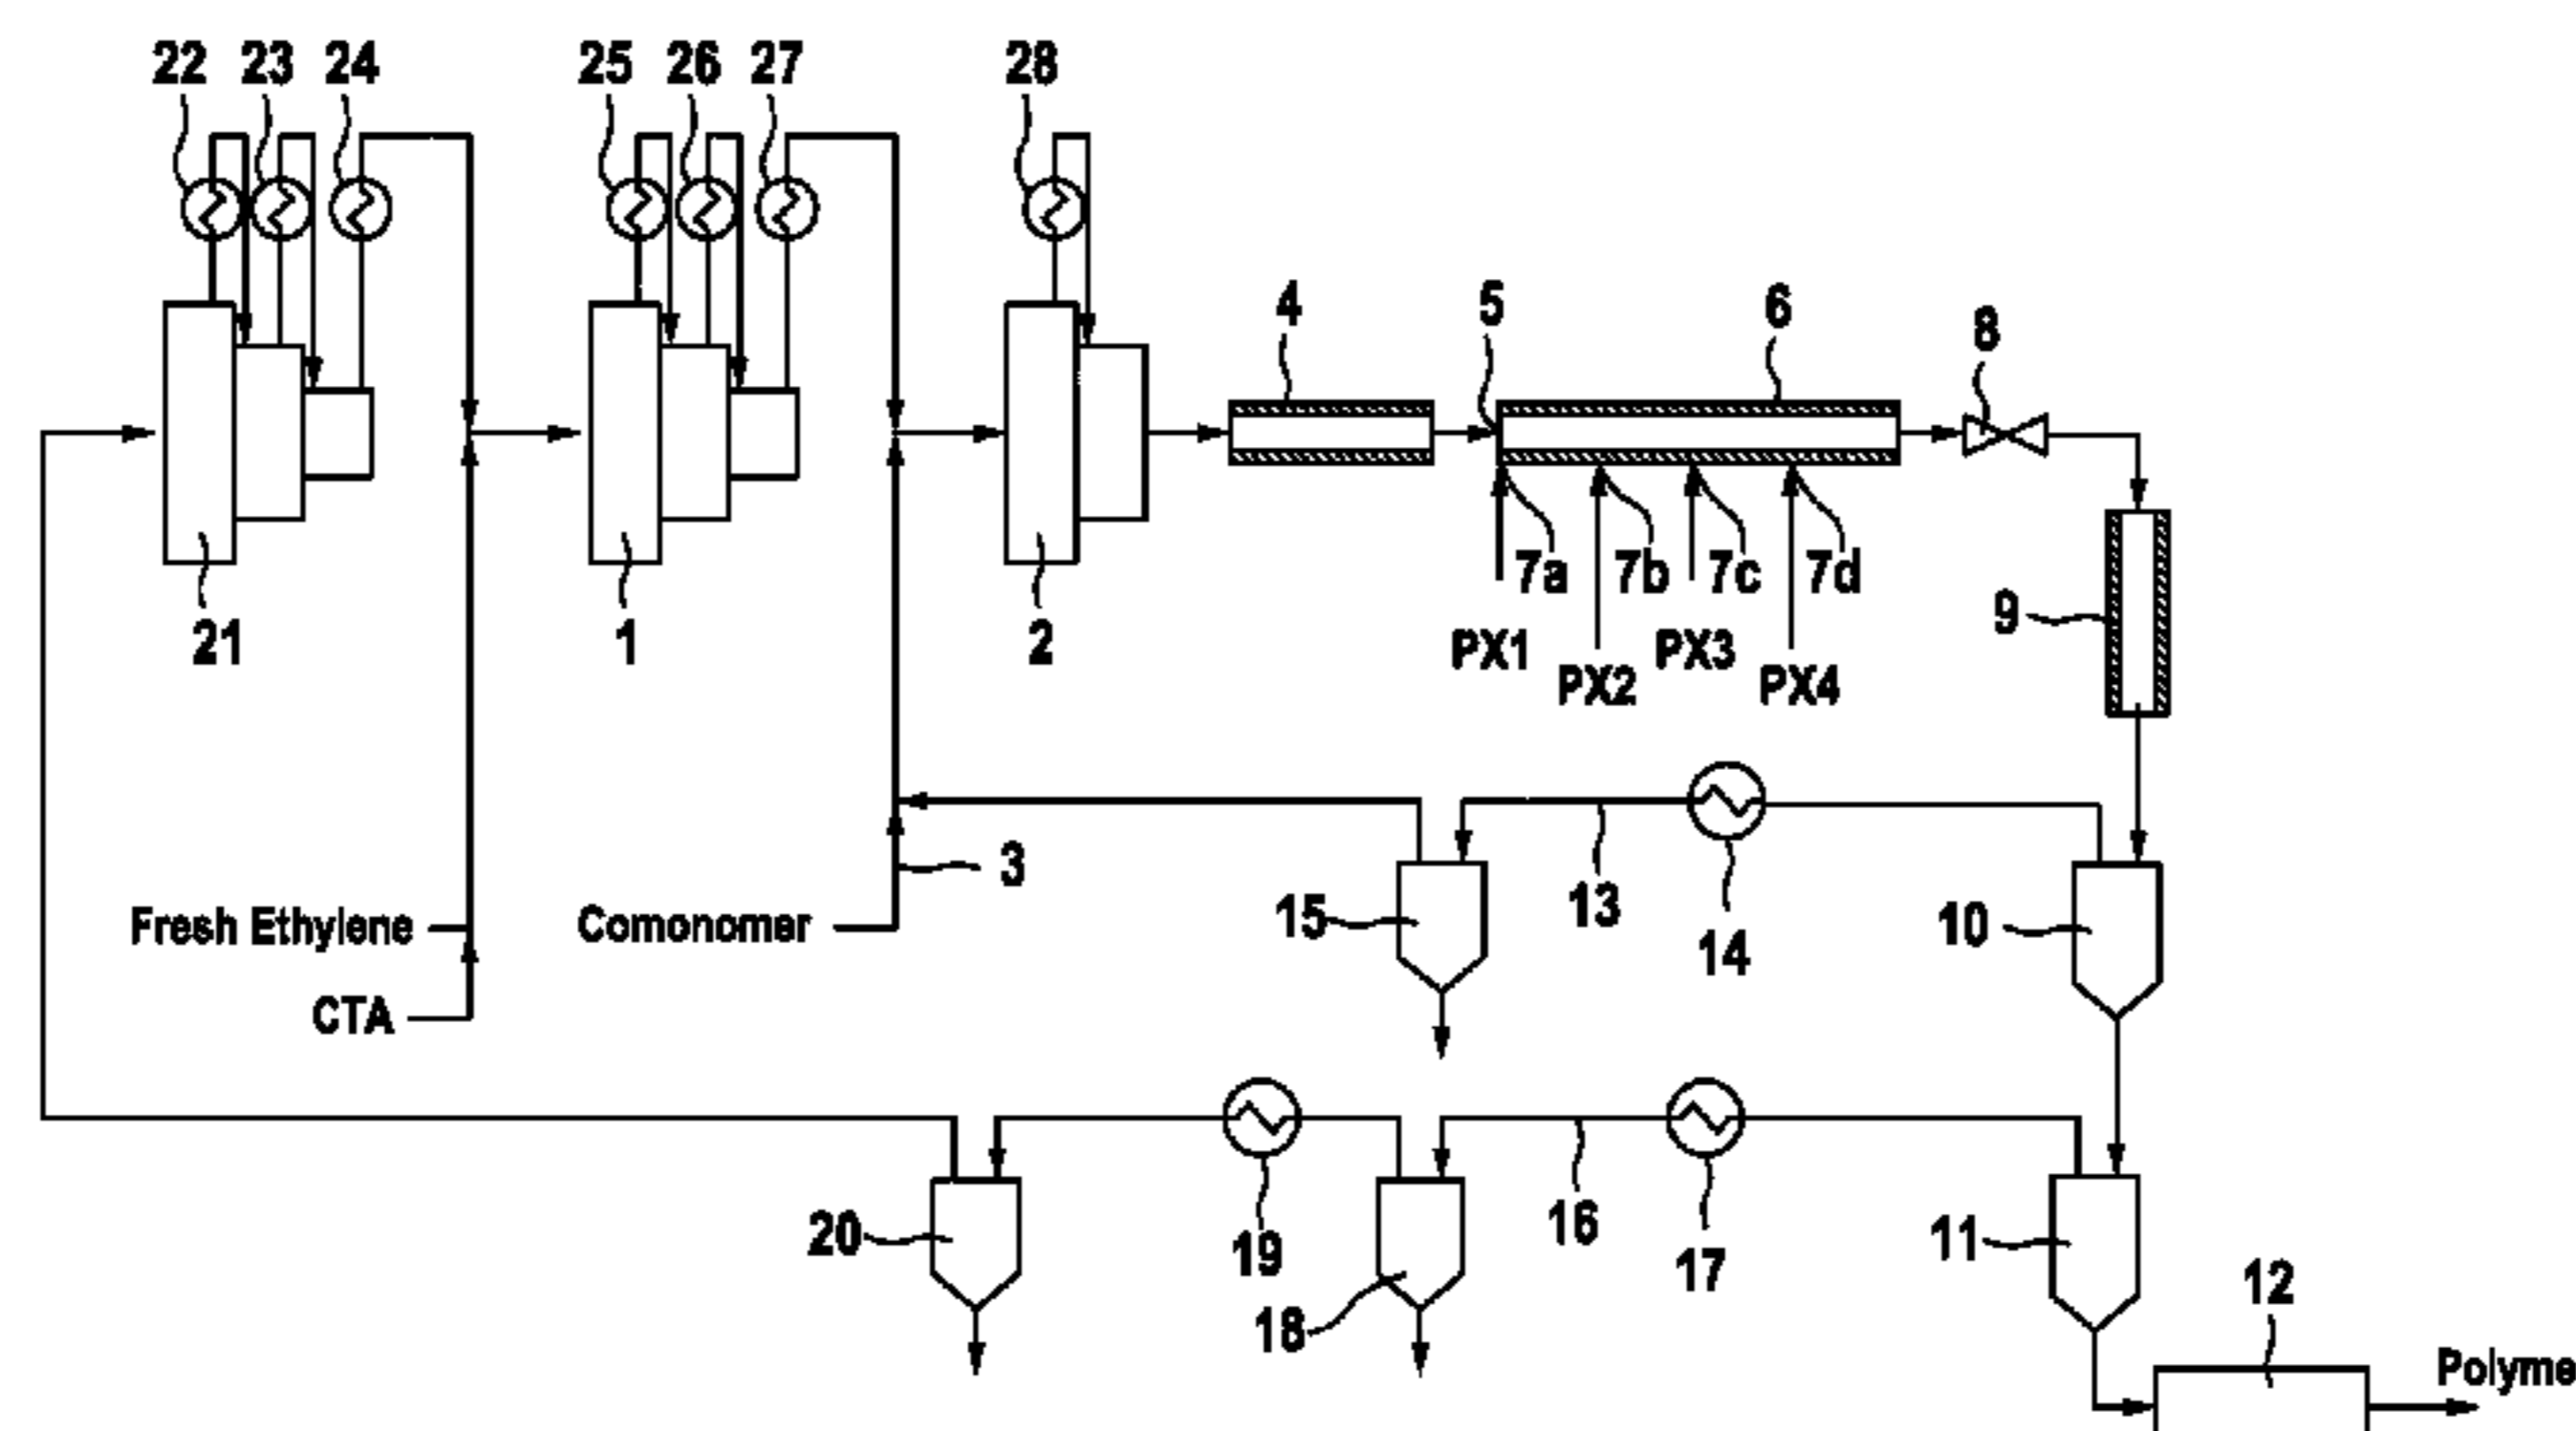 22 23 24 25 26 27 28
4 5 6 8
7a 7b 7c 7d
9
21 1 2 PX1 PX3
PX2 PX4
3
15 13 14 10
Fresh Ethylene Comonomer
CTA
20 19 18 16 17 11
12
Polyme